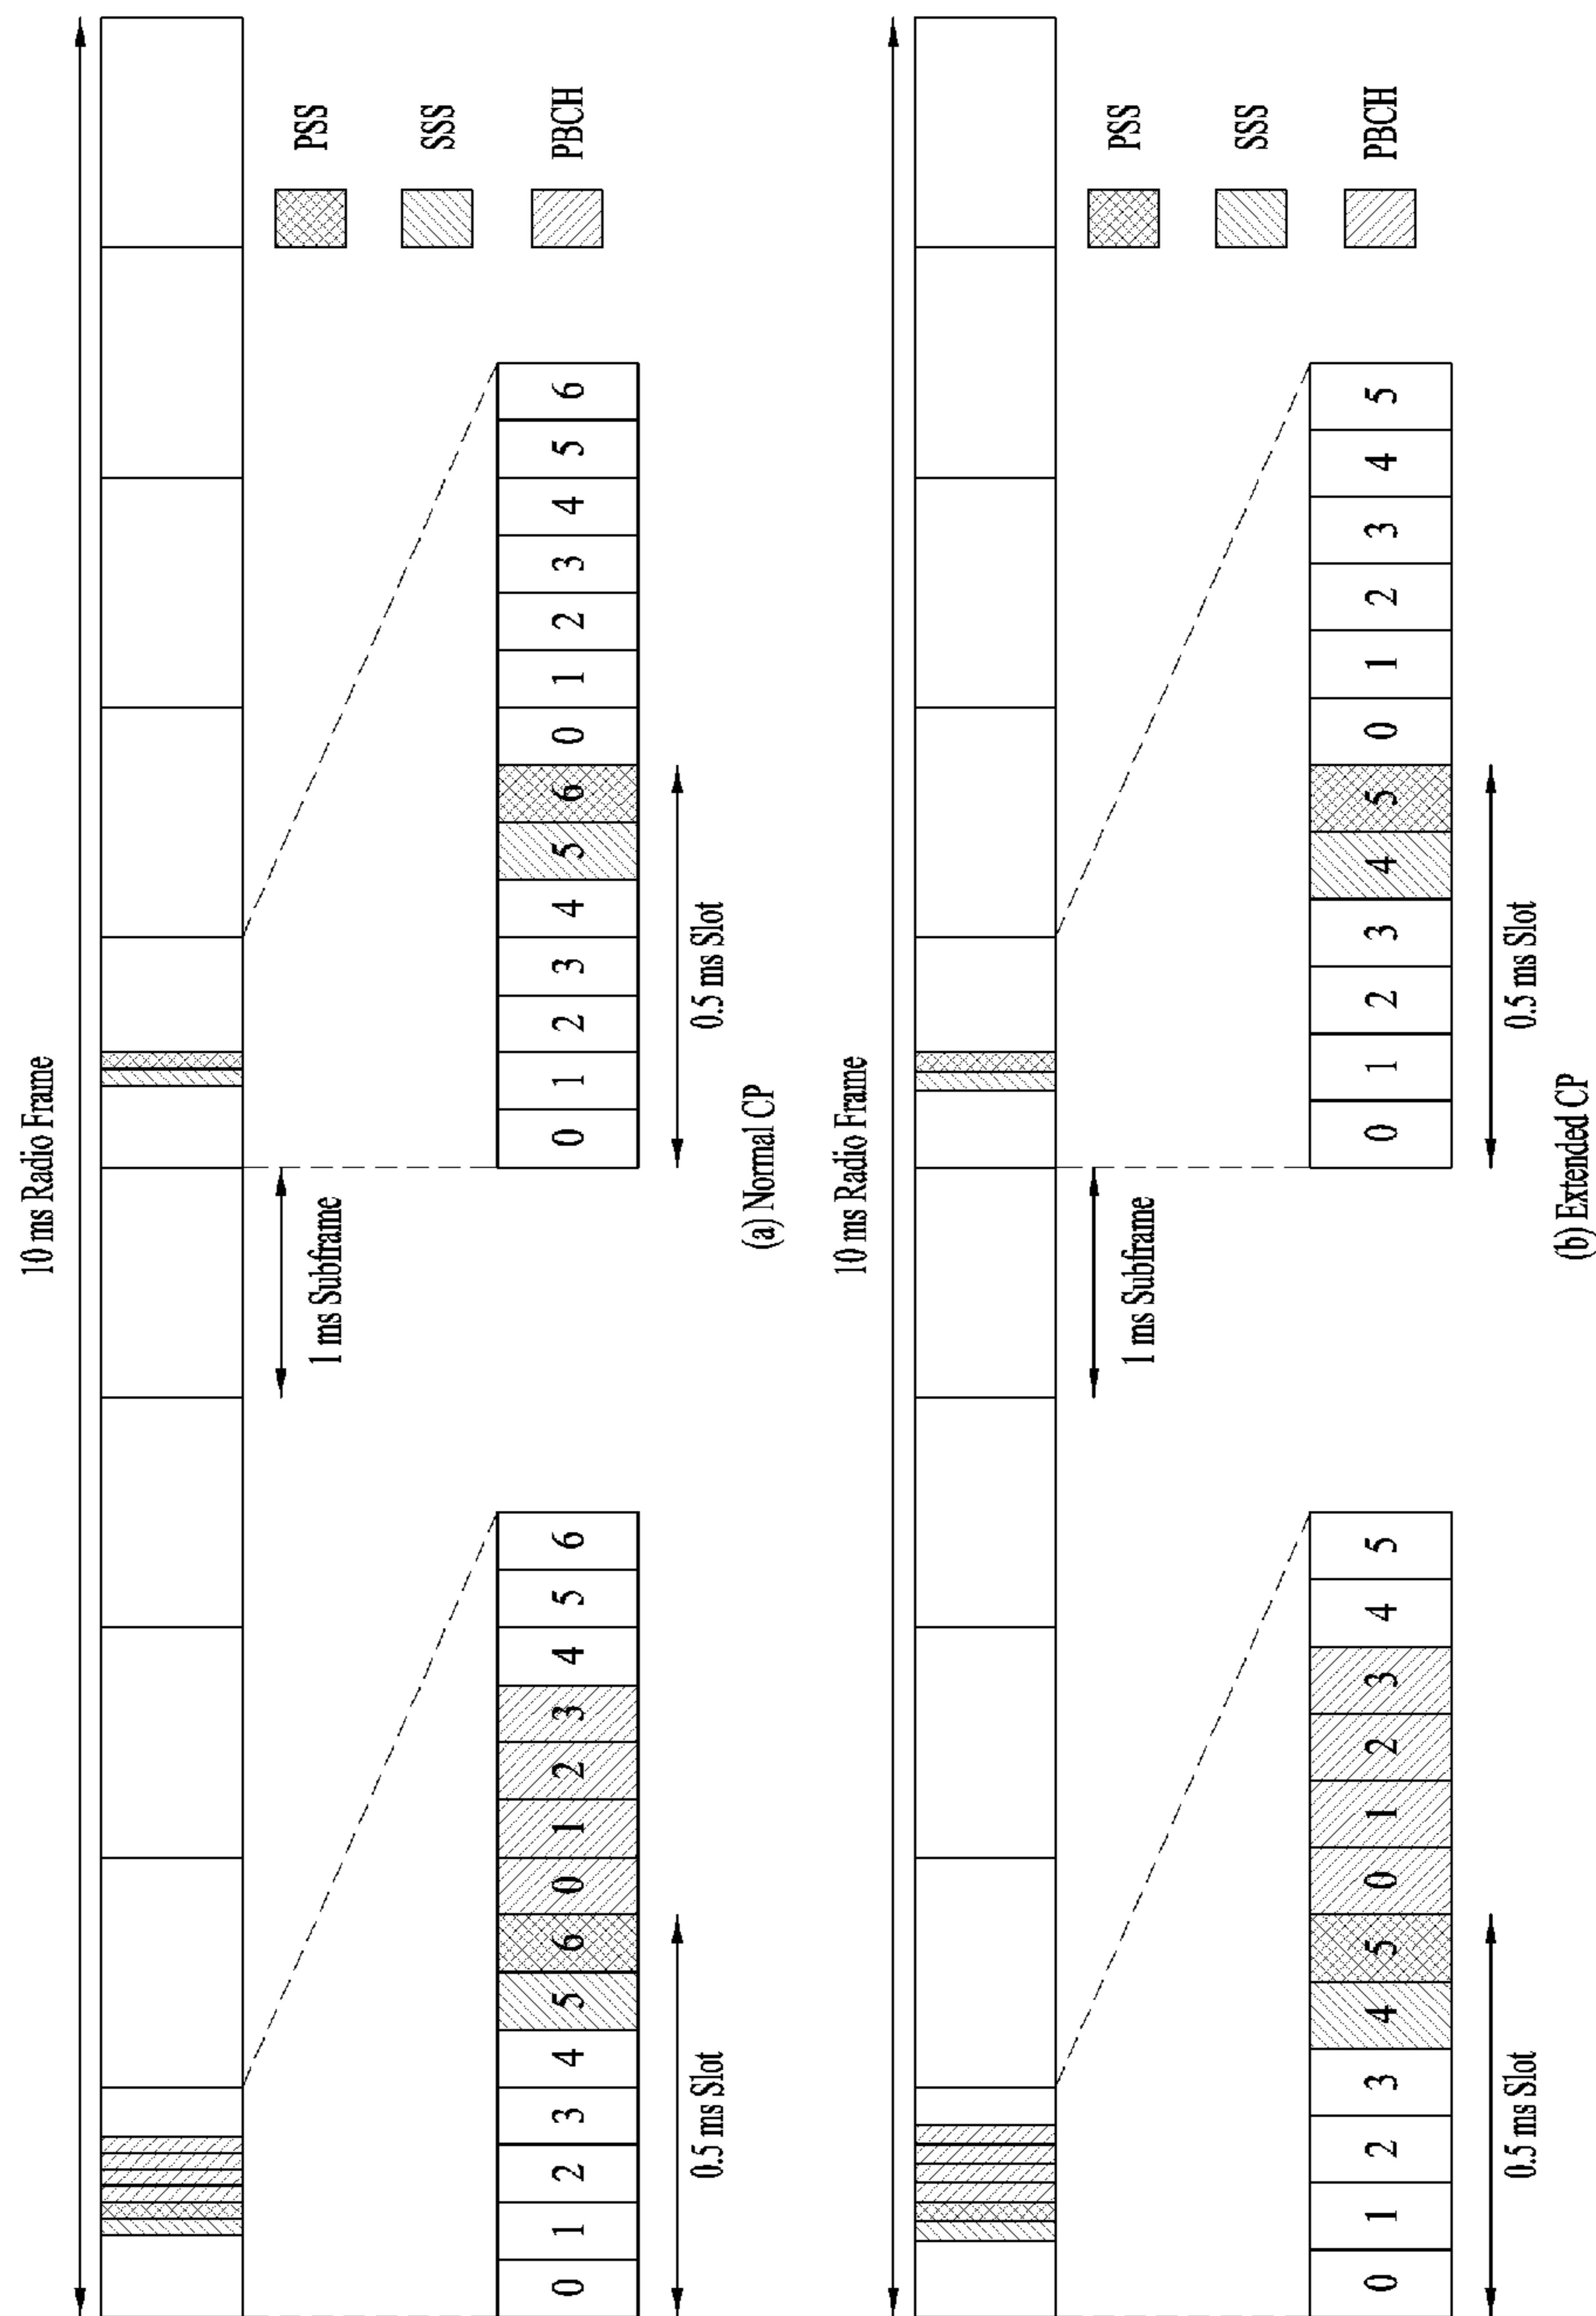 10 ms Radio Frame
PSS
SSS
PBCH
1 ms Subframe
0 1 2 3 4 5 6 0 1 2 3 4 5 6
0 1 2 3 4 5 6 0 1 2 3 4 5 6
0.5 ms Slot
0.5 ms Slot
(a) Normal CP
10 ms Radio Frame
PSS
SSS
PBCH
1 ms Subframe
0 1 2 3 4 5 0 1 2 3 4 5
0 1 2 3 4 5 0 1 2 3 4 5
0.5 ms Slot
0.5 ms Slot
(b) Extended CP